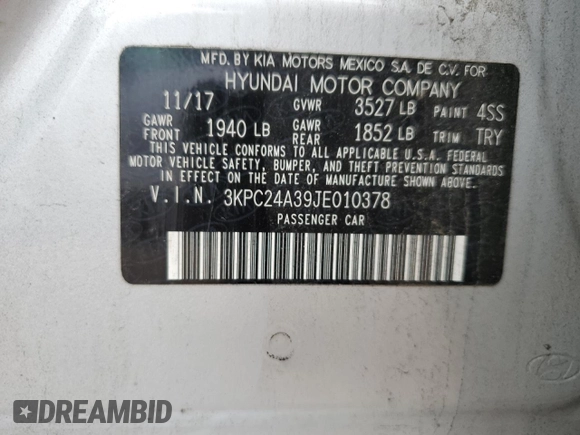 MFD. BY KIA MOTORS MEXICO S.A. DE C.V. FOR
HYUNDAI MOTOR COMPANY
11/17 GVWR 3527 LB PAINT 4SS
GAWR FRONT 1940 LB GAWR REAR 1852 LB TRIM TRY
THIS VEHICLE CONFORMS TO ALL APPLICABLE U.S.A. FEDERAL
MOTOR VEHICLE SAFETY, BUMPER, AND THEFT PREVENTION STANDARDS
IN EFFECT ON THE DATE OF MANUFACTURE SHOWN ABOVE.
V.I.N. 3KPC24A39JE010378
PASSENGER CAR
DREAMBID